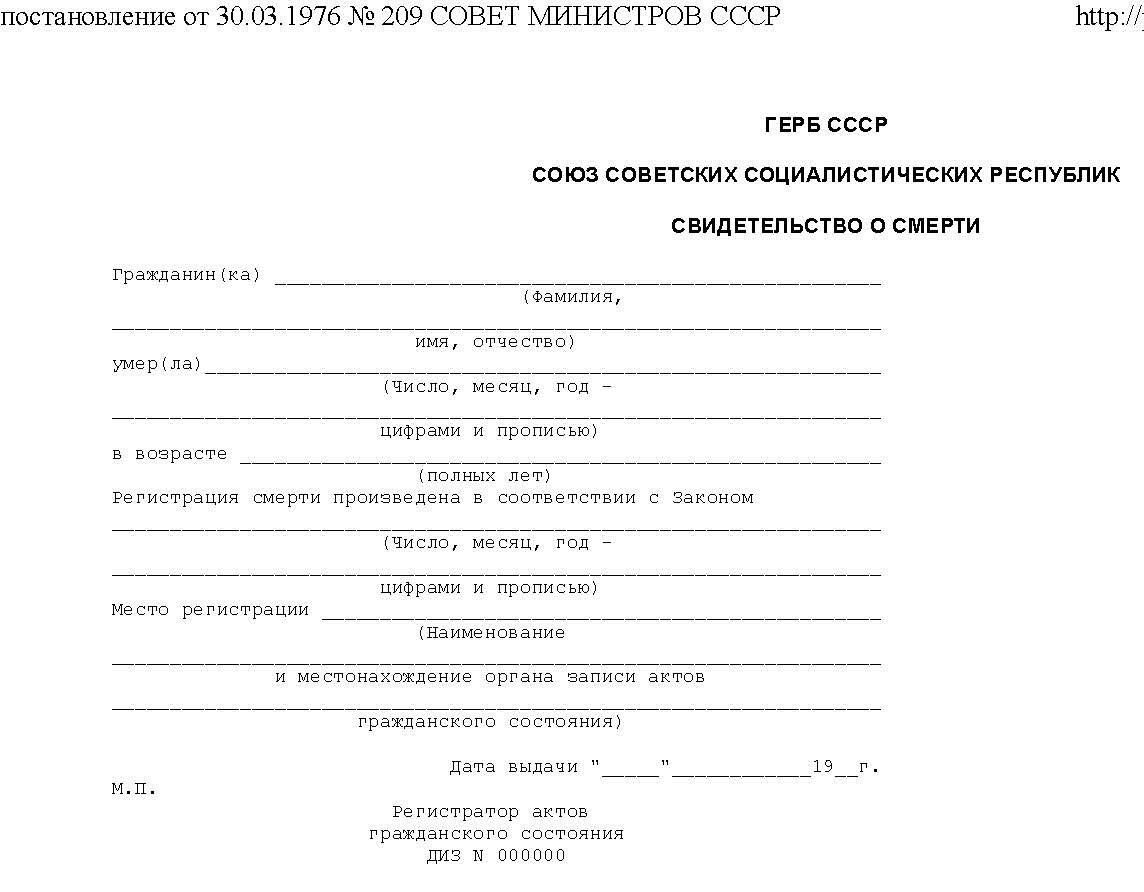 постановление от 30.03.1976 № 209 СОВЕТ МИНИСТРОВ СССР http://
ГЕРБ СССР
СОЮЗ СОВЕТСКИХ СОЦИАЛИСТИЧЕСКИХ РЕСПУБЛИК
СВИДЕТЕЛЬСТВО О СМЕРТИ
Гражданин(ка) ____________________________________________________
(Фамилия,
__________________________________________________________________
имя, отчество)
умер(ла)__________________________________________________________
(Число, месяц, год -
__________________________________________________________________
цифрами и прописью)
в возрасте _______________________________________________________
(полных лет)
Регистрация смерти произведена в соответствии с Законом
__________________________________________________________________
(Число, месяц, год -
__________________________________________________________________
цифрами и прописью)
Место регистрации ________________________________________________
(Наименование
__________________________________________________________________
и местонахождение органа записи актов
__________________________________________________________________
гражданского состояния)
Дата выдачи "_____"____________19__г.
М.П.
Регистратор актов
гражданского состояния
ДИЗ N 000000